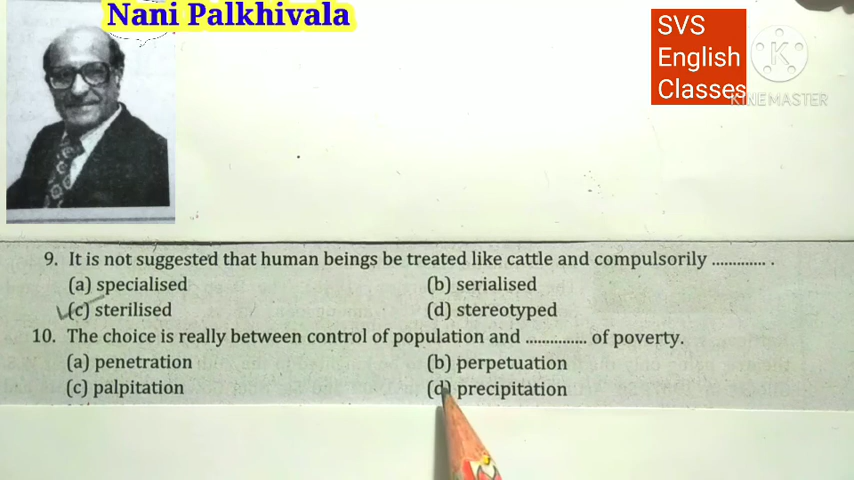 Nani Palkhivala
SVS
English
Classes
KINEMASTER
9. It is not suggested that human beings be treated like cattle and compulsorily ............. .
(a) specialised
(b) serialised
(c) sterilised
(d) stereotyped
10. The choice is really between control of population and ............... of poverty.
(a) penetration
(b) perpetuation
(c) palpitation
(d) precipitation